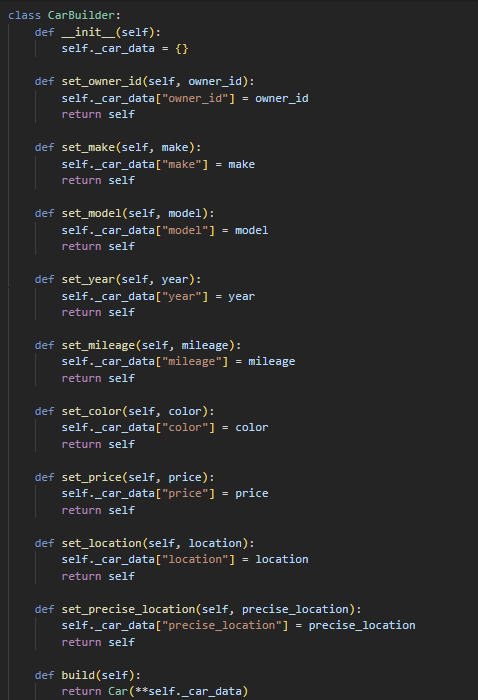 class CarBuilder:
    def __init__(self):
        self._car_data = {}

    def set_owner_id(self, owner_id):
        self._car_data["owner_id"] = owner_id
        return self

    def set_make(self, make):
        self._car_data["make"] = make
        return self

    def set_model(self, model):
        self._car_data["model"] = model
        return self

    def set_year(self, year):
        self._car_data["year"] = year
        return self

    def set_mileage(self, mileage):
        self._car_data["mileage"] = mileage
        return self

    def set_color(self, color):
        self._car_data["color"] = color
        return self

    def set_price(self, price):
        self._car_data["price"] = price
        return self

    def set_location(self, location):
        self._car_data["location"] = location
        return self

    def set_precise_location(self, precise_location):
        self._car_data["precise_location"] = precise_location
        return self

    def build(self):
        return Car(**self._car_data)